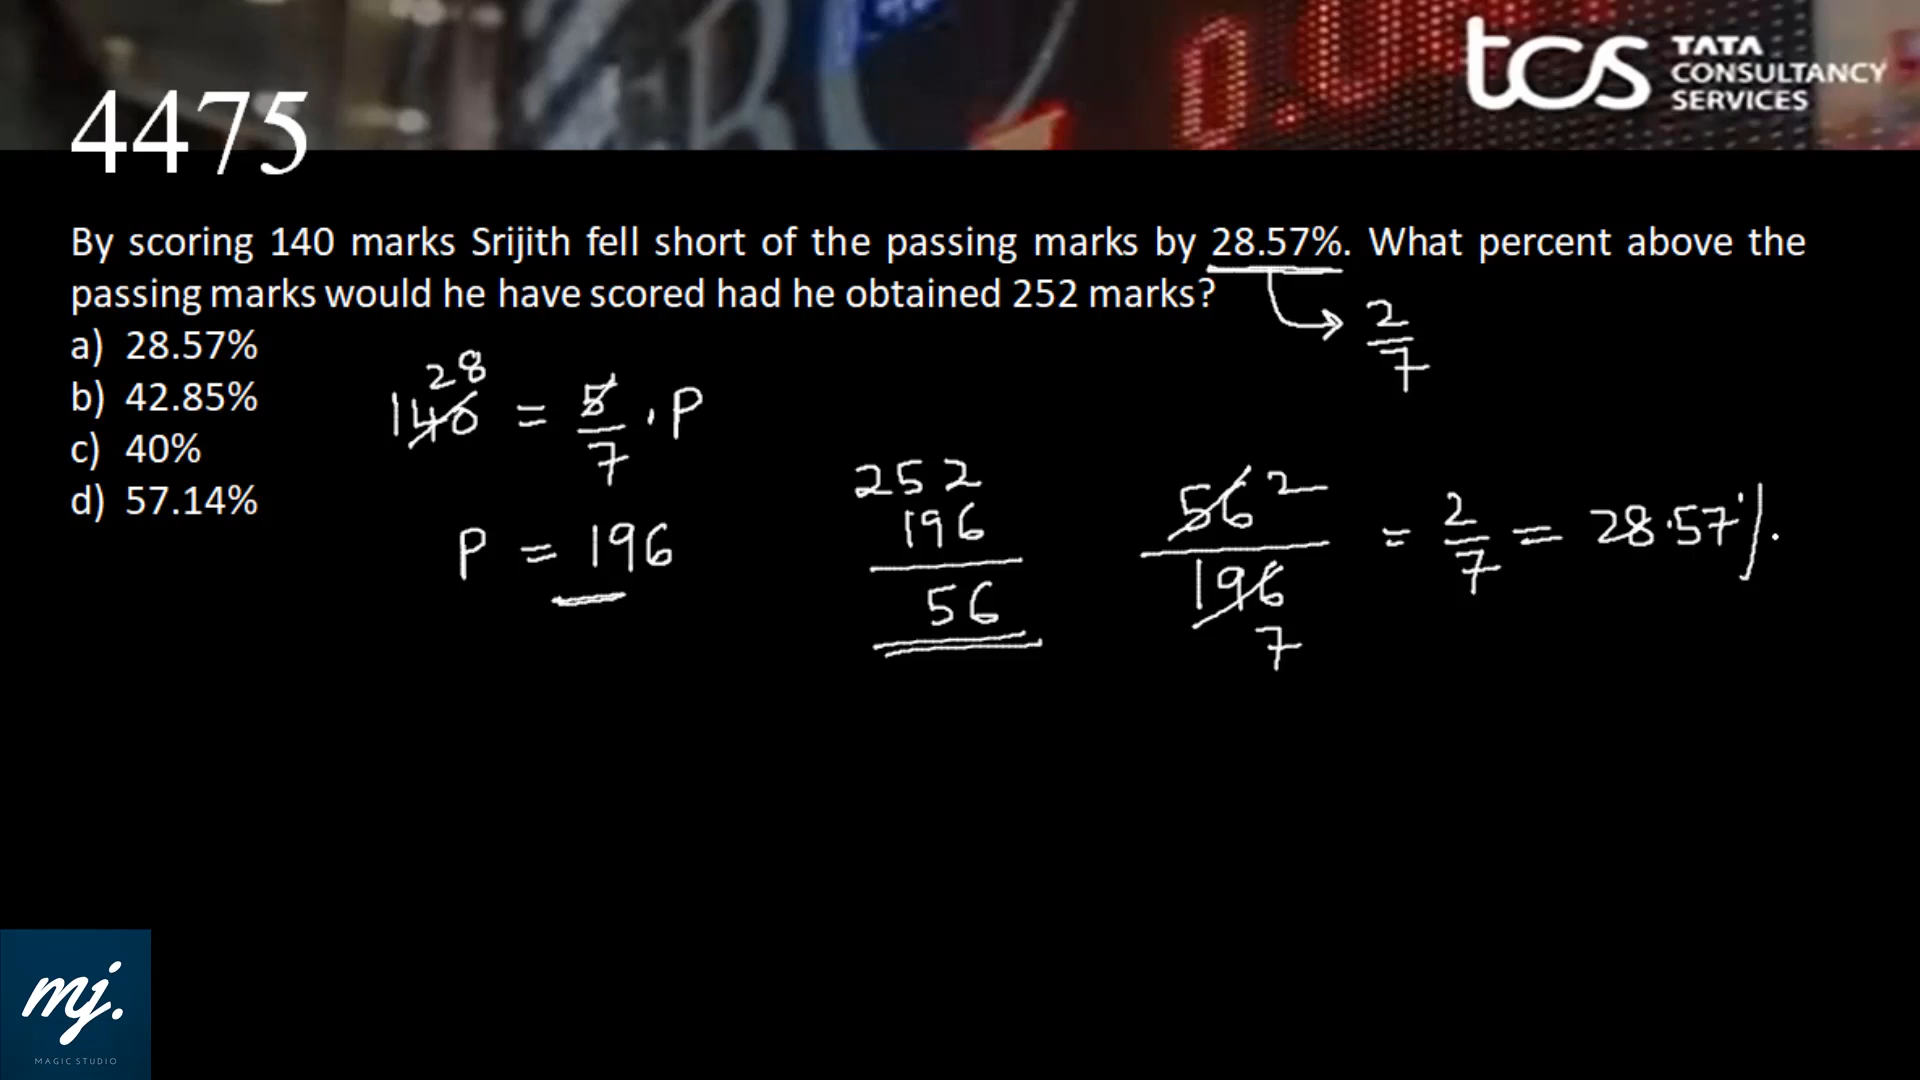 tcs TATA
CONSULTANCY
SERVICES
4475
By scoring 140 marks Srijith fell short of the passing marks by 28.57%. What percent above the
passing marks would he have scored had he obtained 252 marks?
a) 28.57%
b) 42.85%
c) 40%
d) 57.14%
2
7
28
140 = 5/7 . P
P = 196
252
196
56
56 2
196
7
= 2/7 = 28.57%.
mj.
MAGIC STUDIO